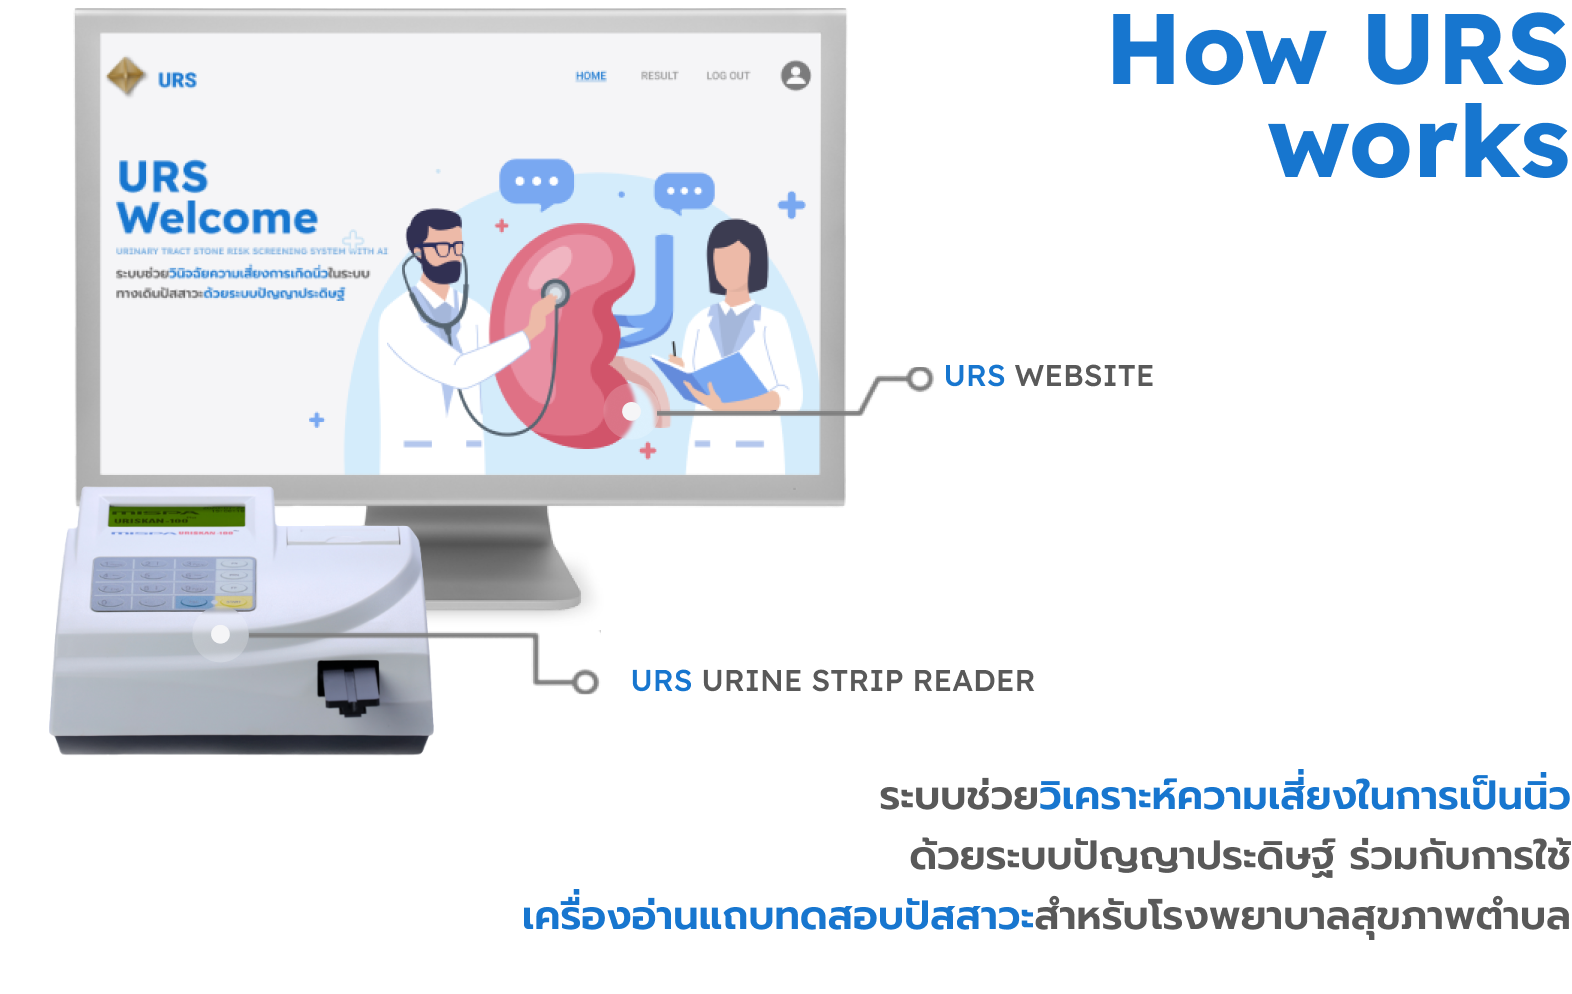 How URS
works
URS
HOME RESULT LOG OUT
URS
Welcome
URINARY TRACT STONE RISK SCREENING SYSTEM WITH AI
ระบบช่วยวินิจฉัยความเสี่ยงการเกิดนิ่วในระบบ
ทางเดินปัสสาวะด้วยระบบปัญญาประดิษฐ์
URS WEBSITE
MISPA
URISKAN-100
MISPA URISKAN-100
URS URINE STRIP READER
ระบบช่วยวิเคราะห์ความเสี่ยงในการเป็นนิ่ว
ด้วยระบบปัญญาประดิษฐ์ ร่วมกับการใช้
เครื่องอ่านแถบทดสอบปัสสาวะสำหรับโรงพยาบาลสุขภาพตำบล